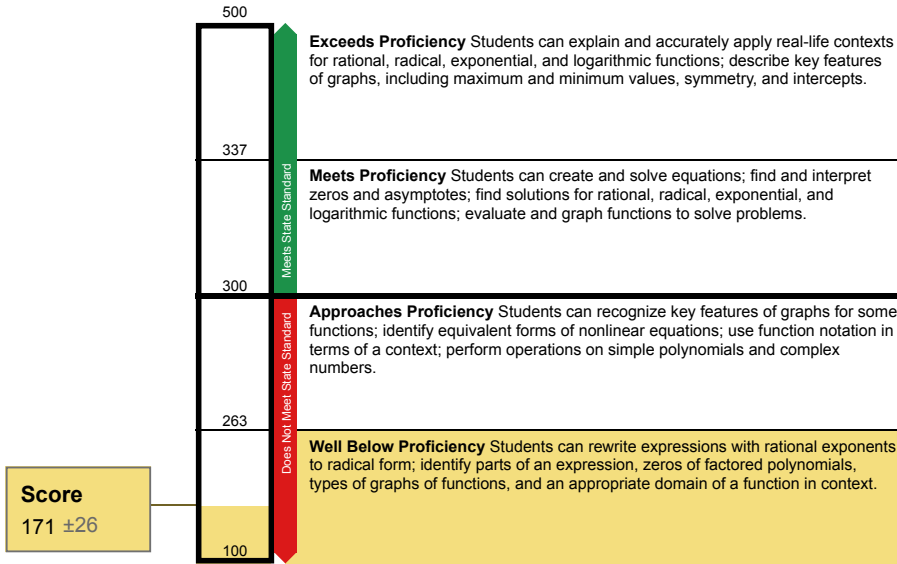 500
Exceeds Proficiency Students can explain and accurately apply real-life contexts
for rational, radical, exponential, and logarithmic functions; describe key features
of graphs, including maximum and minimum values, symmetry, and intercepts.
337
Meets Proficiency Students can create and solve equations; find and interpret
zeros and asymptotes; find solutions for rational, radical, exponential, and
logarithmic functions; evaluate and graph functions to solve problems.
Meets State Standard
300
Approaches Proficiency Students can recognize key features of graphs for some
functions; identify equivalent forms of nonlinear equations; use function notation in
terms of a context; perform operations on simple polynomials and complex
numbers.
Does Not Meet State Standard
263
Well Below Proficiency Students can rewrite expressions with rational exponents
to radical form; identify parts of an expression, zeros of factored polynomials,
types of graphs of functions, and an appropriate domain of a function in context.
Score
171 ±26
100